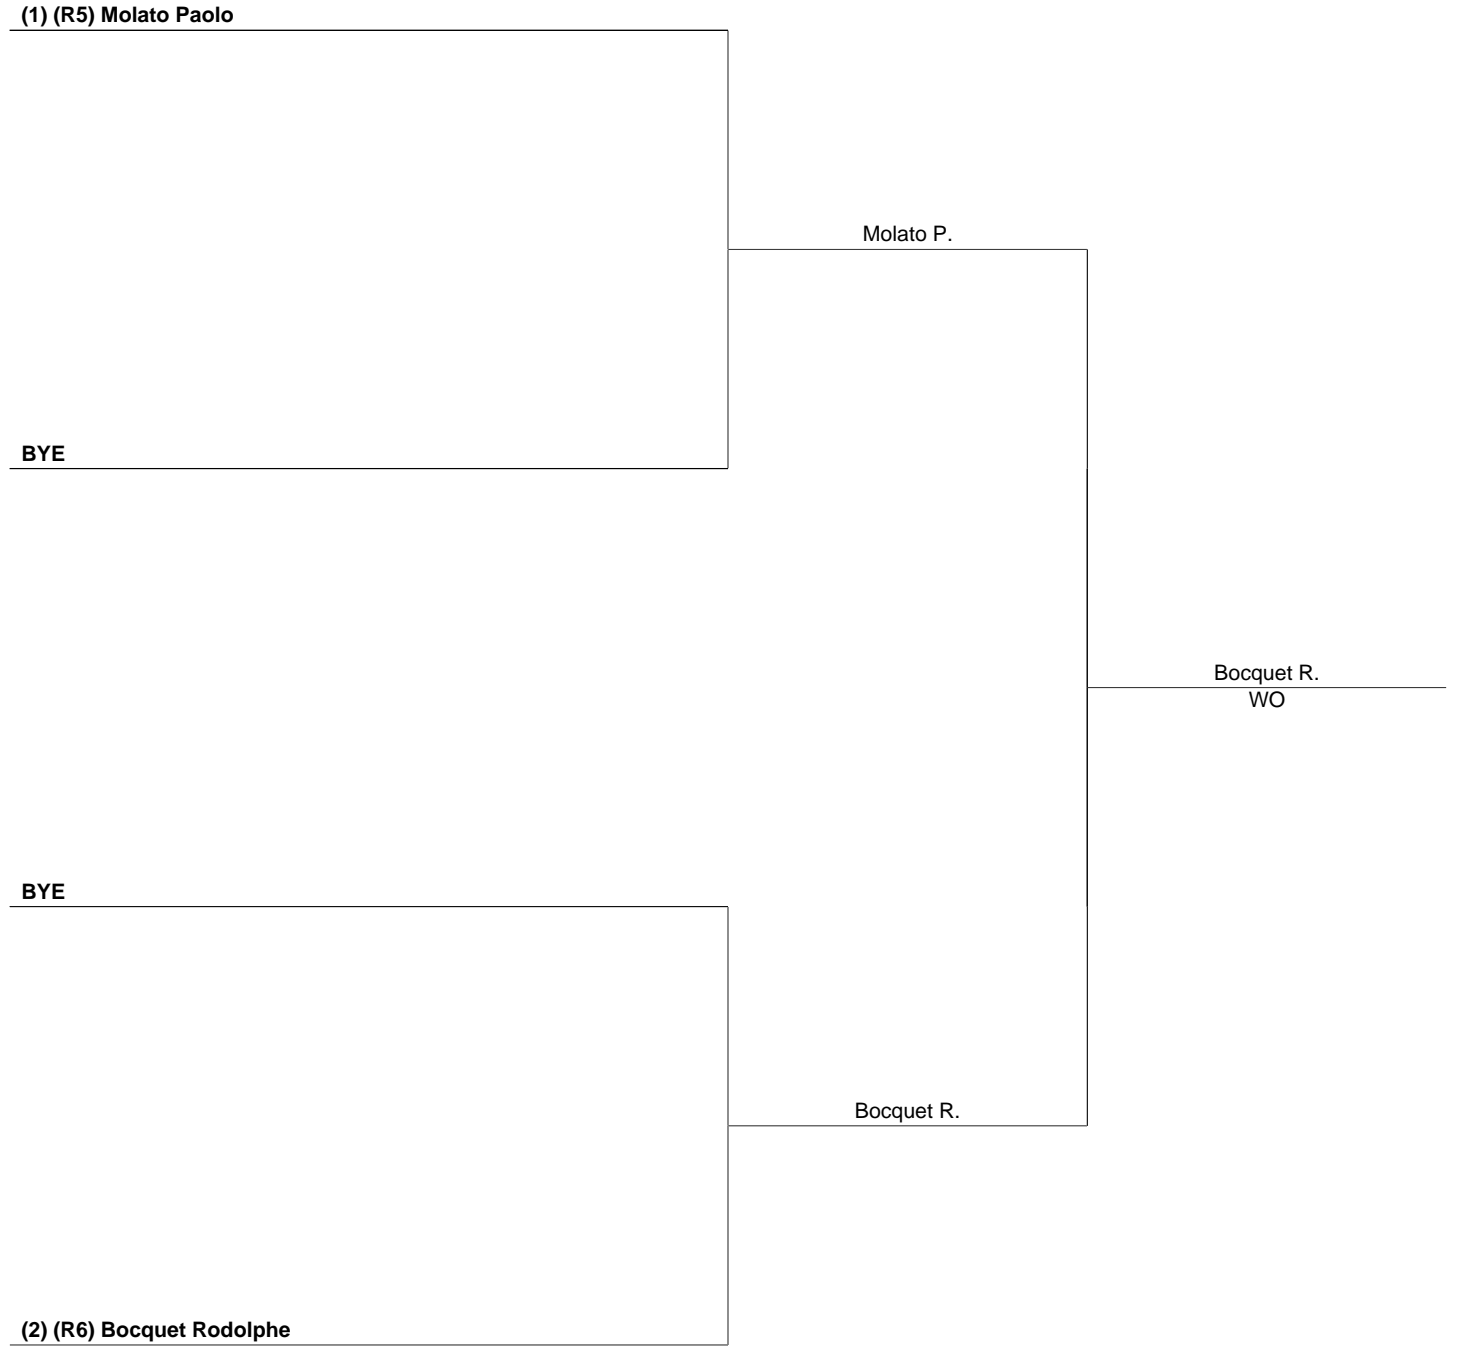 (1) (R5) Molato Paolo
Molato P.
BYE
Bocquet R.
WO
BYE
Bocquet R.
(2) (R6) Bocquet Rodolphe